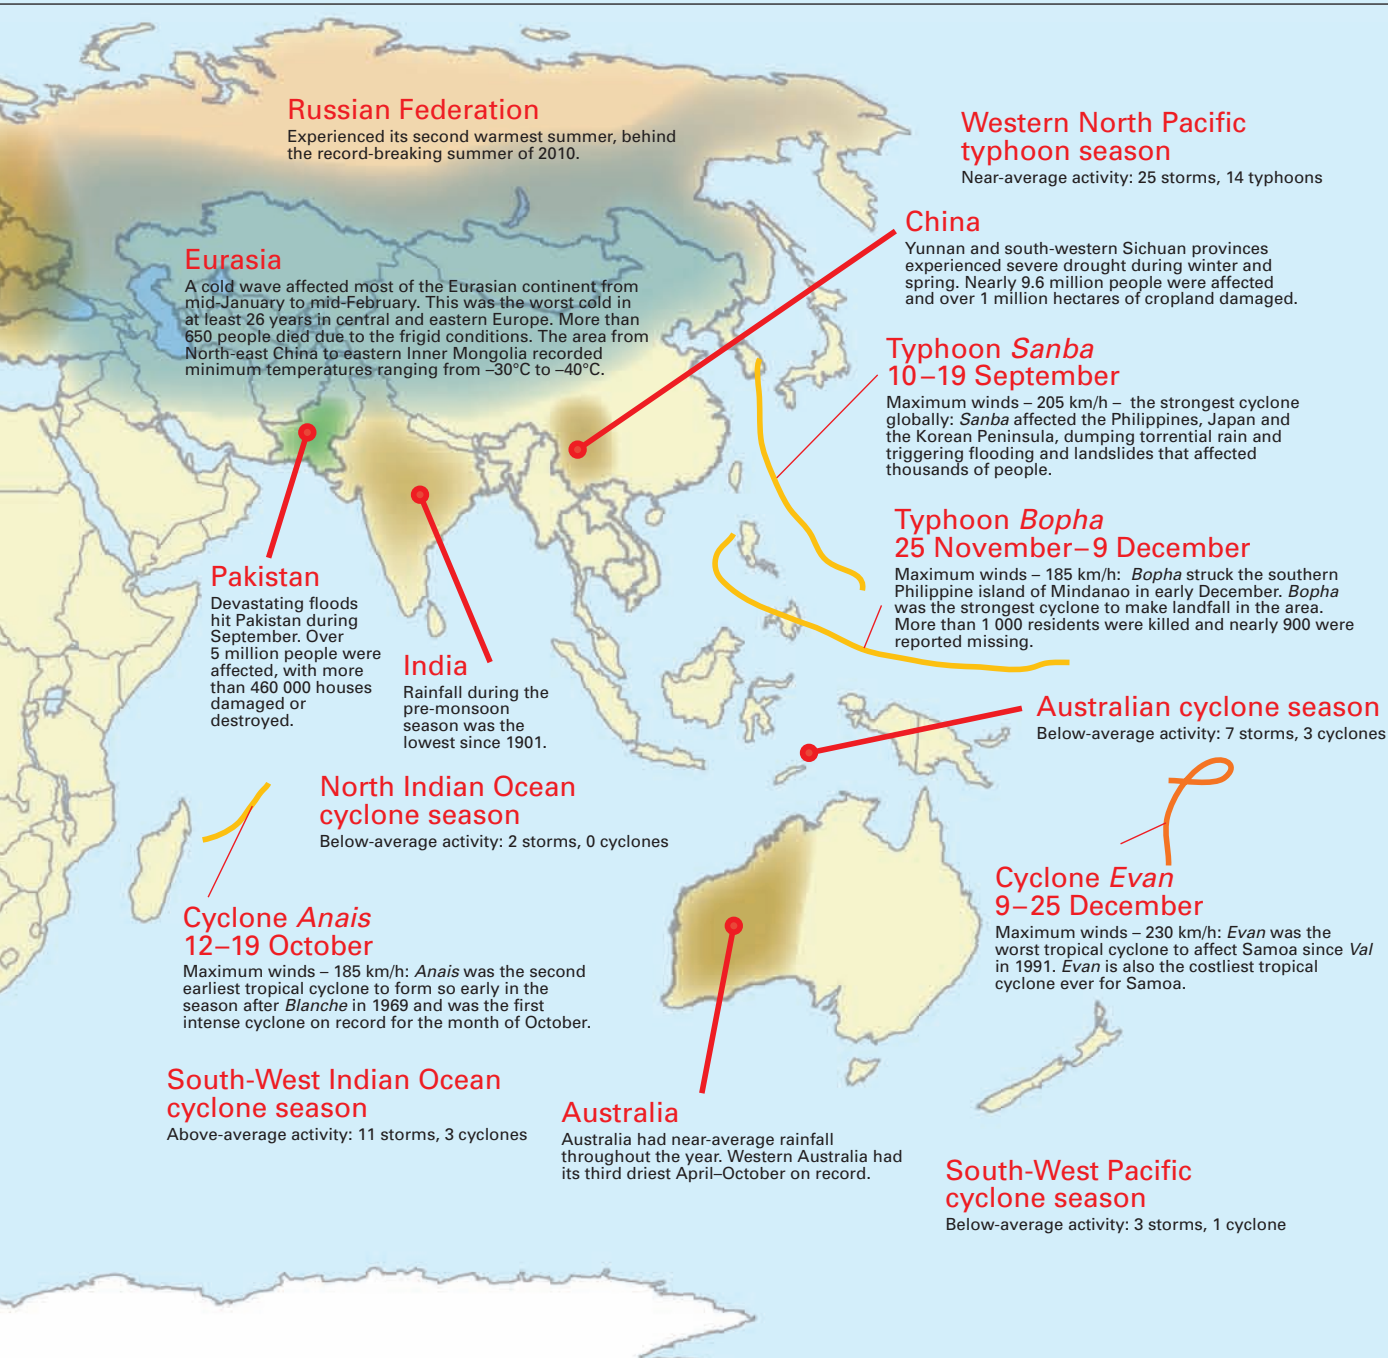 Russian Federation
Experienced its second warmest summer, behind
the record-breaking summer of 2010.
Western North Pacific
typhoon season
Near-average activity: 25 storms, 14 typhoons
China
Yunnan and south-western Sichuan provinces
experienced severe drought during winter and
spring. Nearly 9.6 million people were affected
and over 1 million hectares of cropland damaged.
Eurasia
A cold wave affected most of the Eurasian continent from
mid-January to mid-February. This was the worst cold in
at least 26 years in central and eastern Europe. More than
650 people died due to the frigid conditions. The area from
North-east China to eastern Inner Mongolia recorded
minimum temperatures ranging from –30°C to –40°C.
Typhoon Sanba
10–19 September
Maximum winds – 205 km/h – the strongest cyclone
globally: Sanba affected the Philippines, Japan and
the Korean Peninsula, dumping torrential rain and
triggering flooding and landslides that affected
thousands of people.
Typhoon Bopha
25 November–9 December
Maximum winds – 185 km/h: Bopha struck the southern
Philippine island of Mindanao in early December. Bopha
was the strongest cyclone to make landfall in the area.
More than 1 000 residents were killed and nearly 900 were
reported missing.
Pakistan
Devastating floods
hit Pakistan during
September. Over
5 million people were
affected, with more
than 460 000 houses
damaged or
destroyed.
India
Rainfall during the
pre-monsoon
season was the
lowest since 1901.
Australian cyclone season
Below-average activity: 7 storms, 3 cyclones
North Indian Ocean
cyclone season
Below-average activity: 2 storms, 0 cyclones
Cyclone Evan
9–25 December
Maximum winds – 230 km/h: Evan was the
worst tropical cyclone to affect Samoa since Val
in 1991. Evan is also the costliest tropical
cyclone ever for Samoa.
Cyclone Anais
12–19 October
Maximum winds – 185 km/h: Anais was the second
earliest tropical cyclone to form so early in the
season after Blanche in 1969 and was the first
intense cyclone on record for the month of October.
South-West Indian Ocean
cyclone season
Above-average activity: 11 storms, 3 cyclones
Australia
Australia had near-average rainfall
throughout the year. Western Australia had
its third driest April–October on record.
South-West Pacific
cyclone season
Below-average activity: 3 storms, 1 cyclone